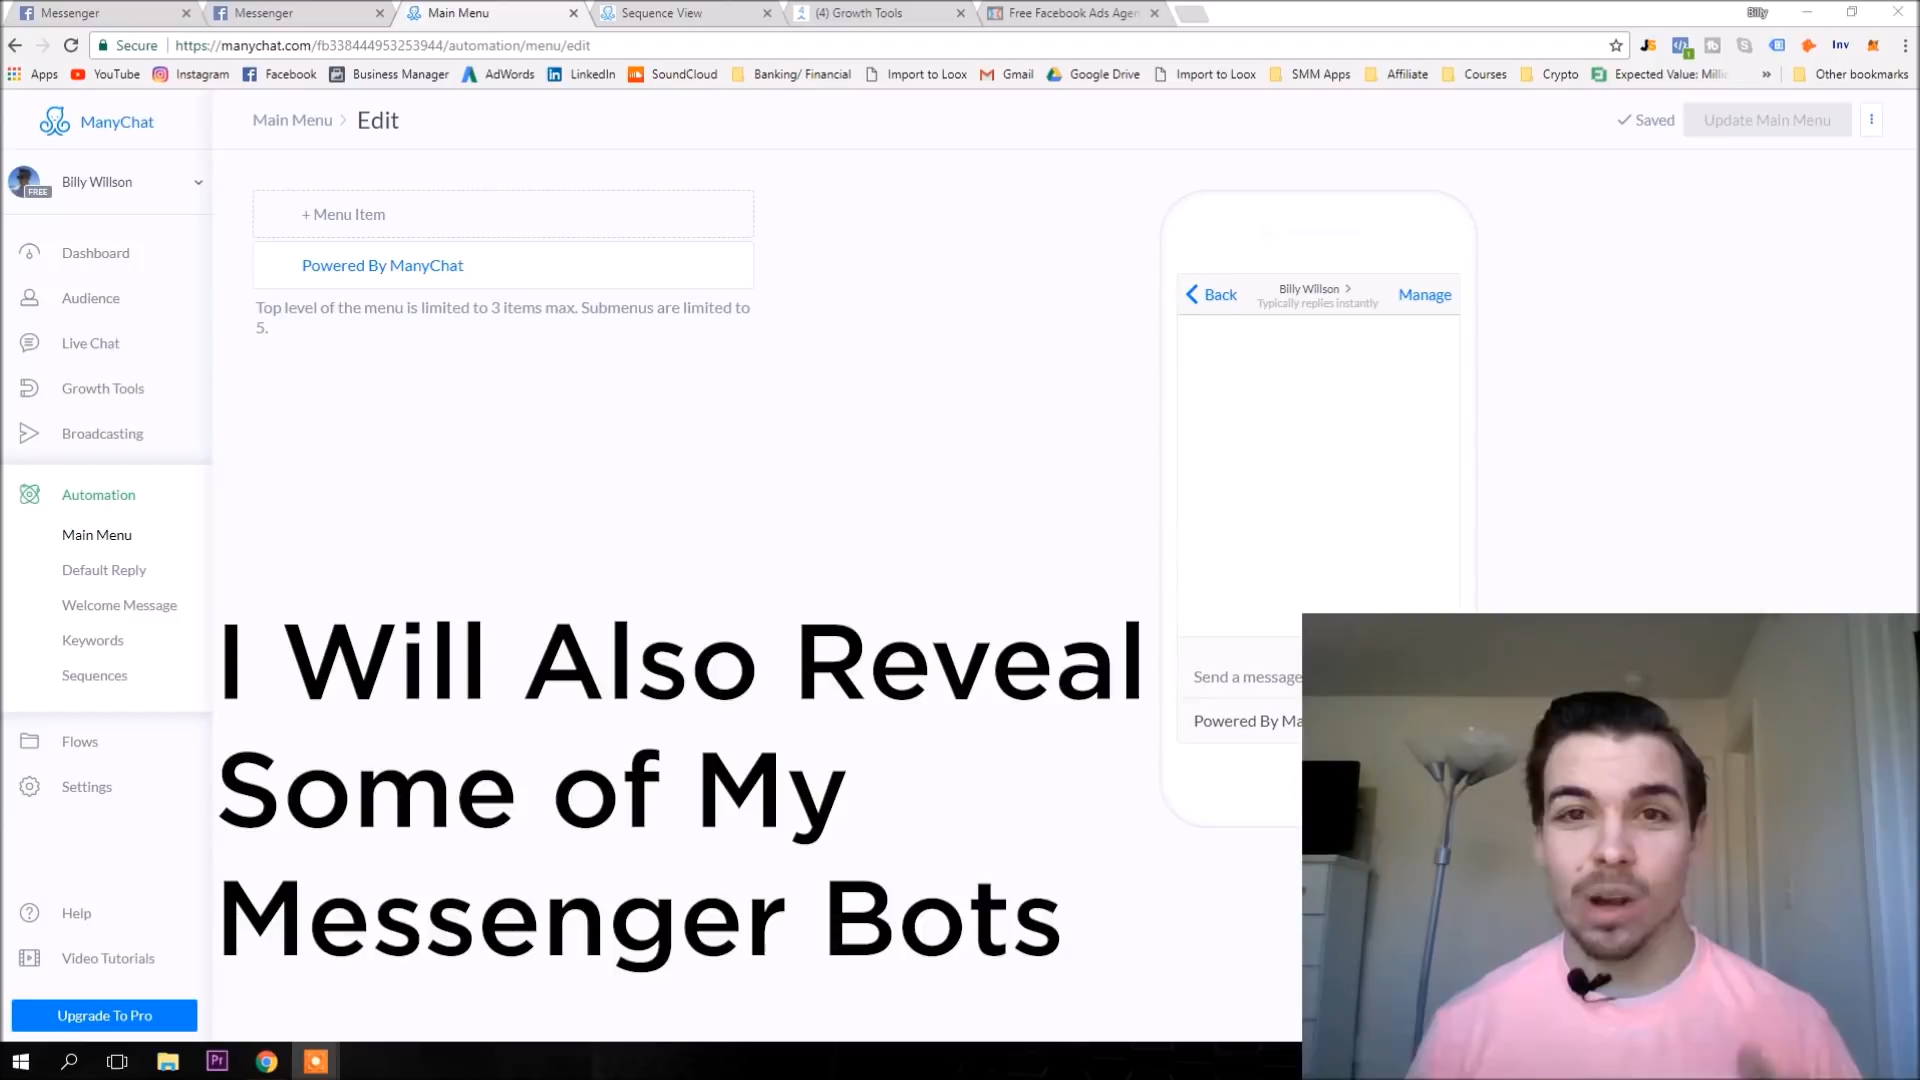 Messenger
Messenger
Main Menu
Sequence View
(4) Growth Tools
Free Facebook Ads Agen
Billy
Secure
https://manychat.com/fb338444953253944/automation/menu/edit
Inv
Apps
YouTube
Instagram
Facebook
Business Manager
AdWords
LinkedIn
SoundCloud
Banking/ Financial
Import to Loox
Gmail
Google Drive
Import to Loox
SMM Apps
Affiliate
Courses
Crypto
Expected Value: Milli
»
Other bookmarks
ManyChat
Main Menu > Edit
Saved
Update Main Menu
FREE
Billy Willson
Dashboard
Audience
Live Chat
Growth Tools
Broadcasting
Automation
Main Menu
Default Reply
Welcome Message
Keywords
Sequences
Flows
Settings
Help
Video Tutorials
Upgrade To Pro
+ Menu Item
Powered By ManyChat
Top level of the menu is limited to 3 items max. Submenus are limited to
5.
Back
Billy Willson >
Typically replies instantly
Manage
Send a message
Powered By Ma
I Will Also Reveal
Some of My
Messenger Bots
Pr